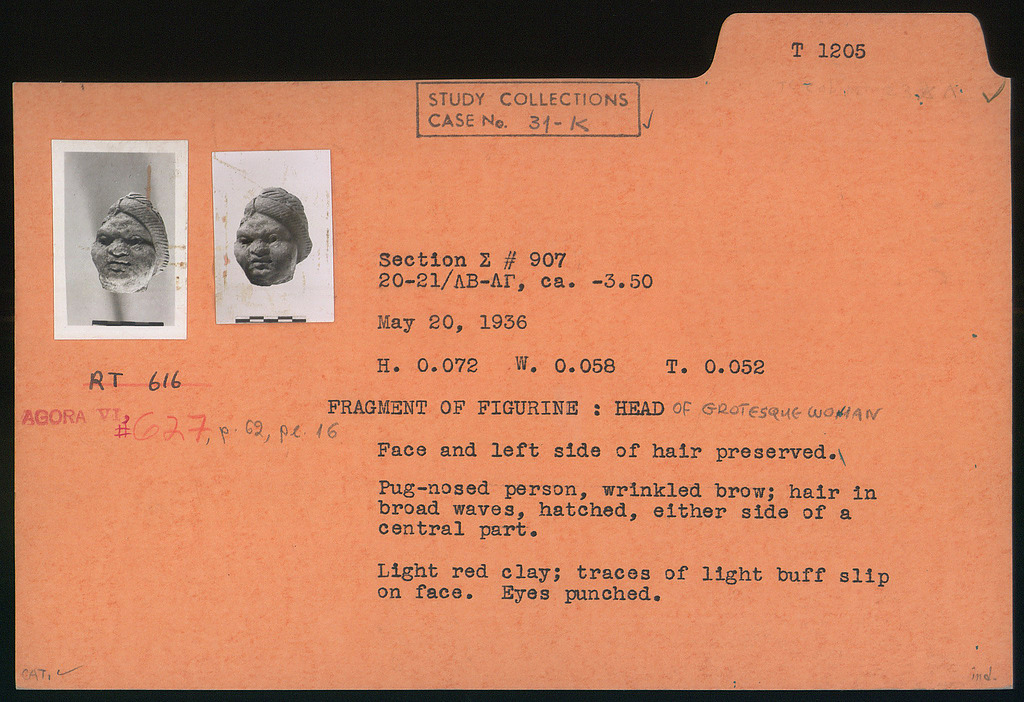 T 1205
STUDY COLLECTIONS
CASE No. 31-K
Section Σ # 907
20-21/ΛΒ-ΛΓ, ca. -3.50
May 20, 1936
H. 0.072 W. 0.058 T. 0.052
RT 616
AGORA VI,
#627, p. 62, pl. 16
FRAGMENT OF FIGURINE : HEAD OF GROTESQUE WOMAN
Face and left side of hair preserved.
Pug-nosed person, wrinkled brow; hair in
broad waves, hatched, either side of a
central part.
Light red clay; traces of light buff slip
on face. Eyes punched.
CAT. ✓
ind.